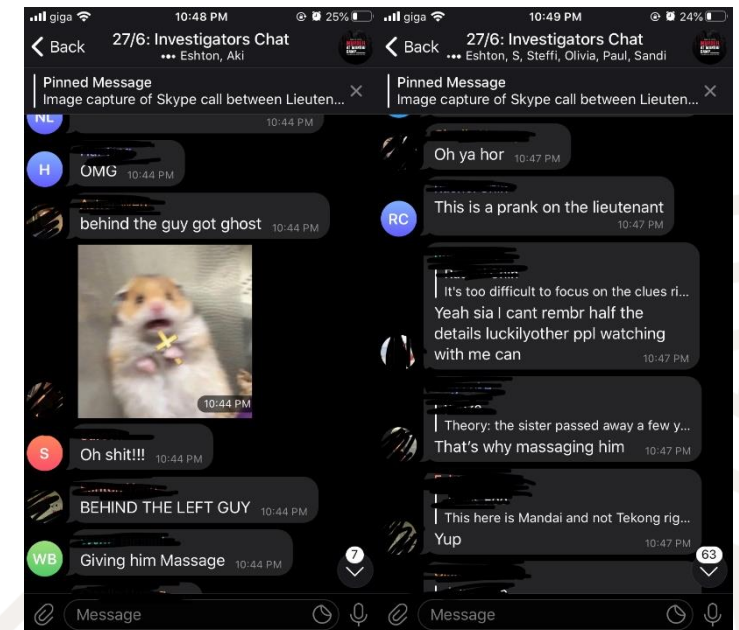 giga
10:48 PM
25%
Back
27/6: Investigators Chat
••• Eshton, Aki
Pinned Message
Image capture of Skype call between Lieuten...
NL
10:44 PM
H
OMG 10:44 PM
behind the guy got ghost 10:44 PM
10:44 PM
S
Oh shit!!! 10:44 PM
BEHIND THE LEFT GUY 10:44 PM
WB
Giving him Massage 10:44 PM
7
Message
giga
10:49 PM
24%
Back
27/6: Investigators Chat
••• Eshton, S, Steffi, Olivia, Paul, Sandi
Pinned Message
Image capture of Skype call between Lieuten...
Oh ya hor 10:47 PM
RC
This is a prank on the lieutenant
10:47 PM
It's too difficult to focus on the clues ri...
Yeah sia I cant rembr half the
details luckilyother ppl watching
with me can
10:47 PM
Theory: the sister passed away a few y...
That's why massaging him 10:47 PM
This here is Mandai and not Tekong rig...
Yup
10:47 PM
63
Message